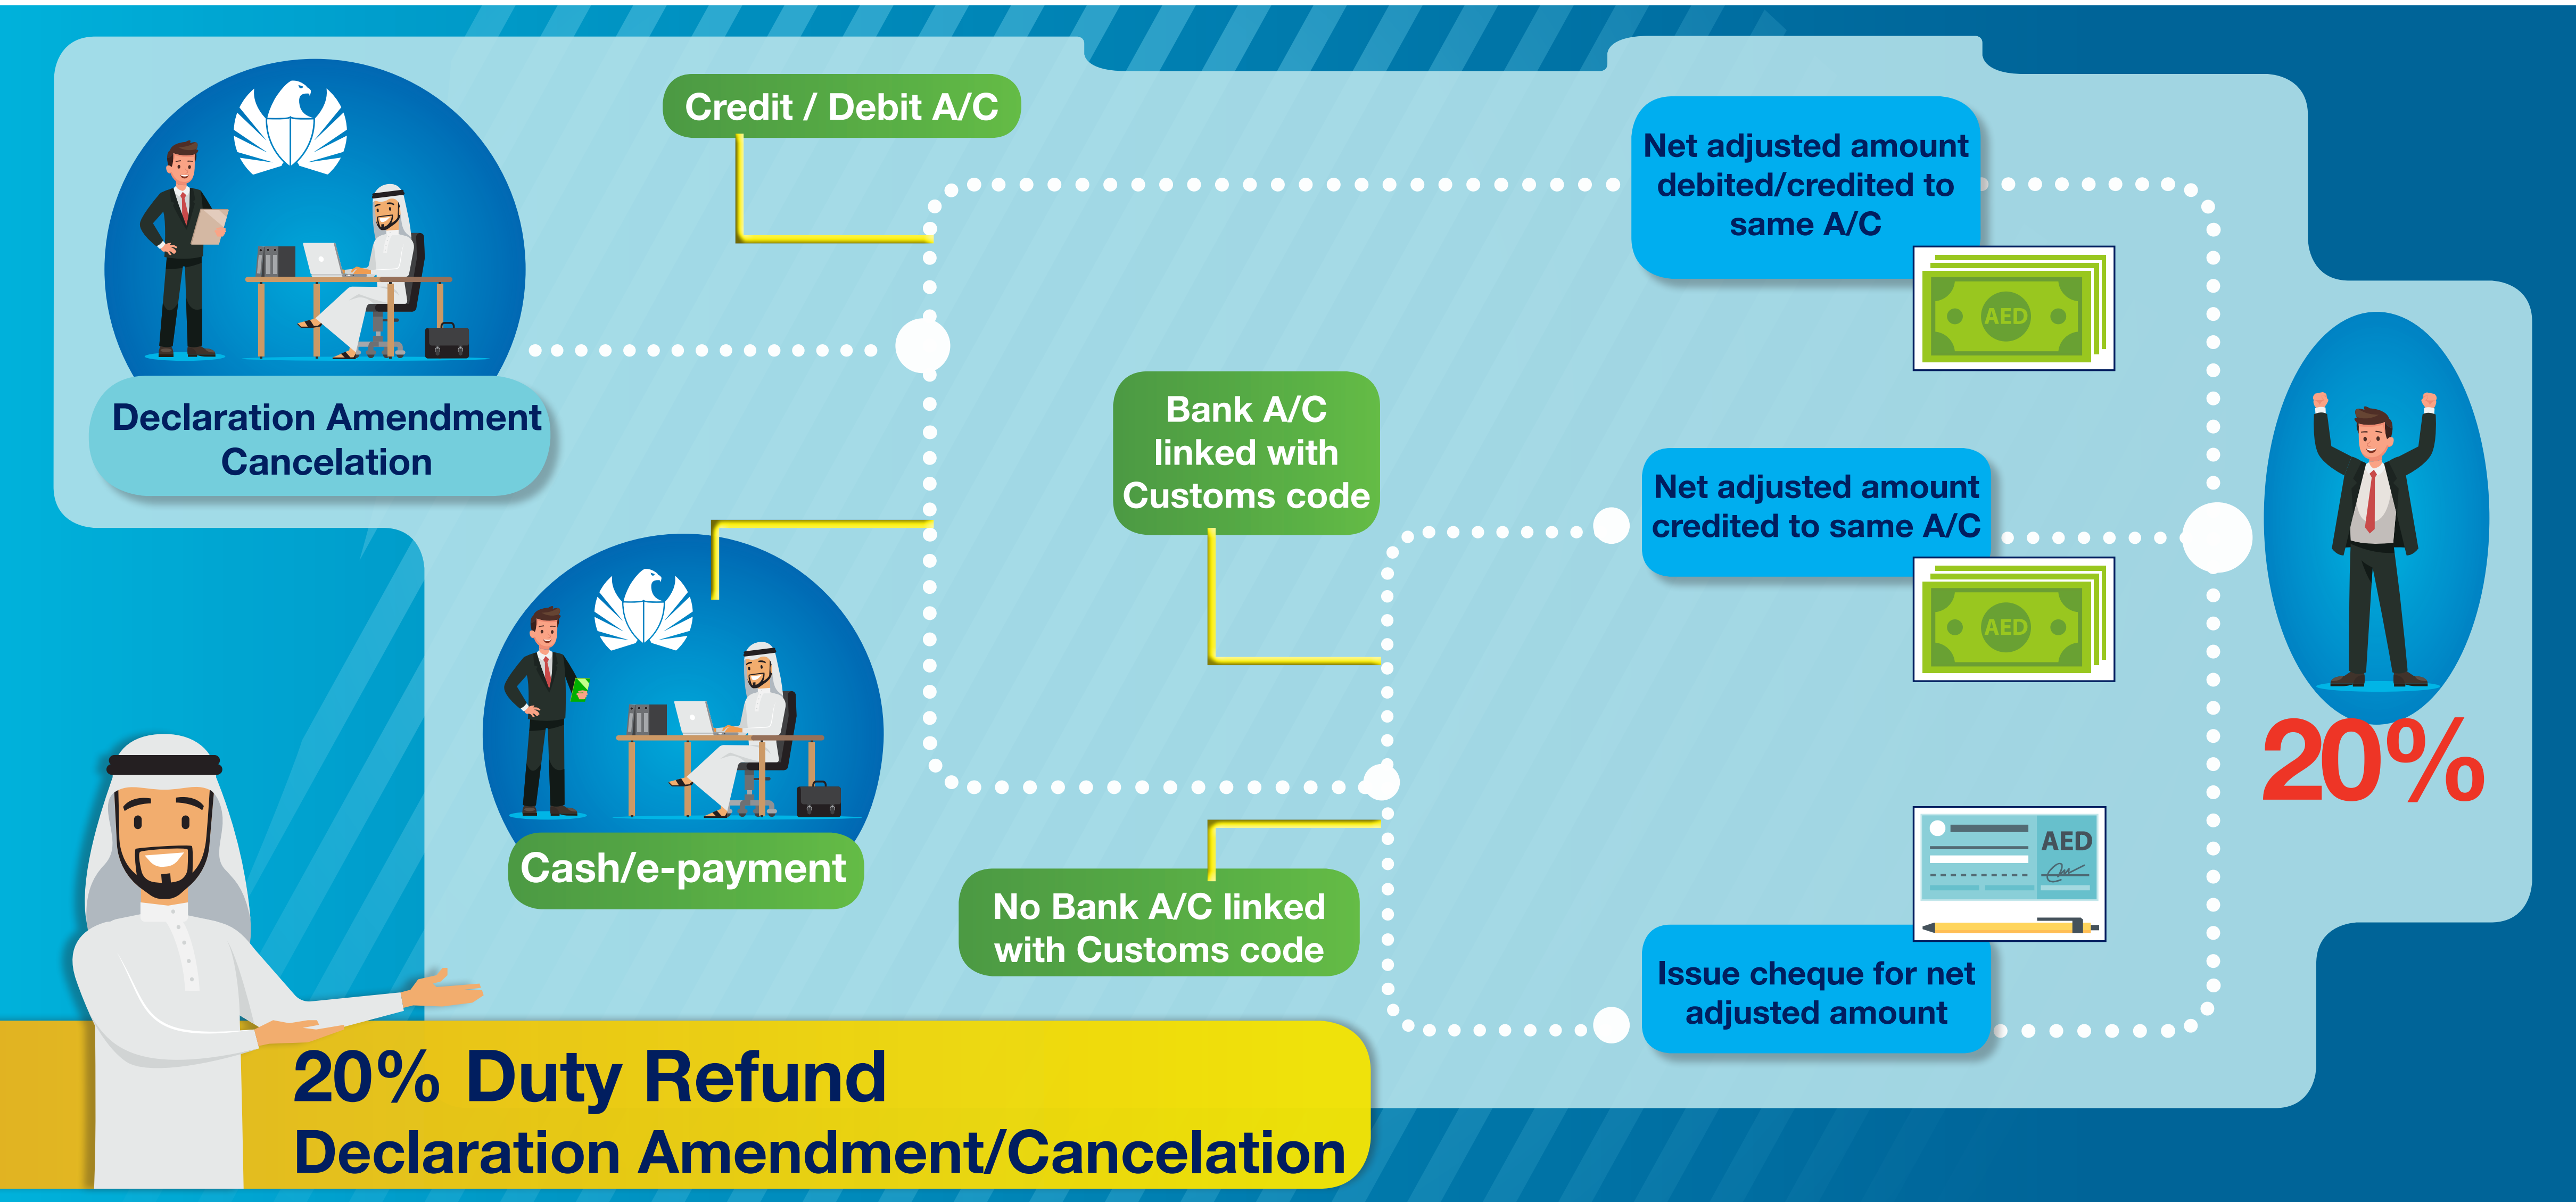 Credit / Debit A/C
Net adjusted amount
debited/credited to
same A/C
AED
Declaration Amendment
Cancelation
Bank A/C
linked with
Customs code
Net adjusted amount
credited to same A/C
AED
20%
Cash/e-payment
No Bank A/C linked
with Customs code
AED
Issue cheque for net
adjusted amount
20% Duty Refund
Declaration Amendment/Cancelation